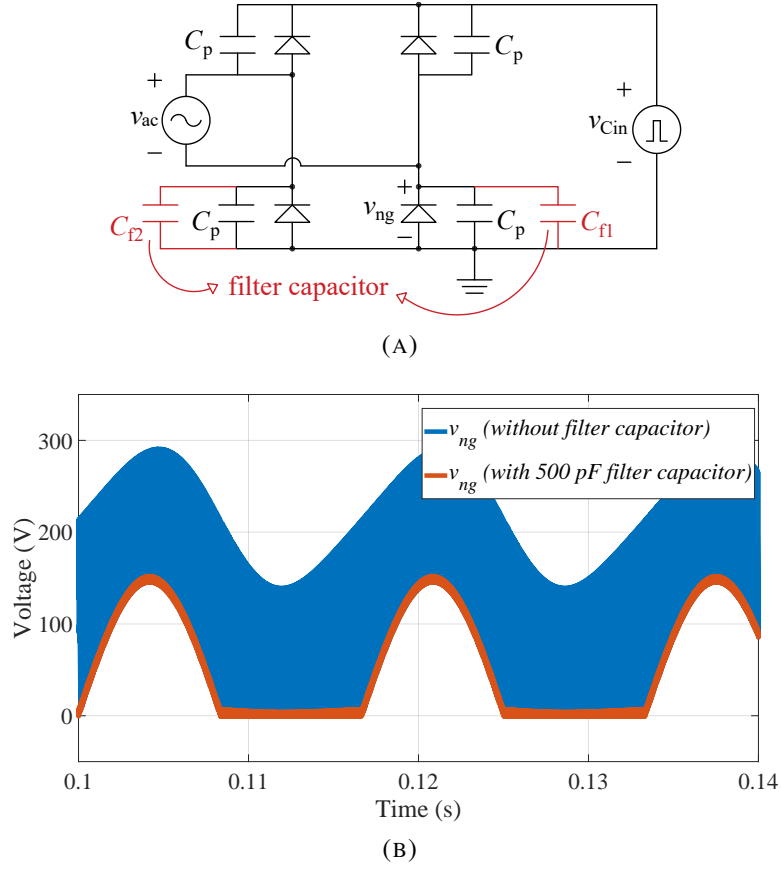 C_p C_p
+ +
v_ac v_Cin
− −
+
C_f2 C_p v_ng C_p C_f1
−
filter capacitor
(A)
v_ng (without filter capacitor)
v_ng (with 500 pF filter capacitor)
300
200
100
0
Voltage (V)
0.1 0.11 0.12 0.13 0.14
Time (s)
(B)